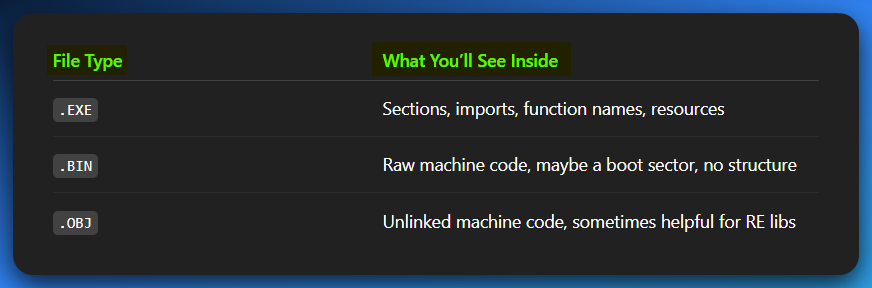 File Type What You’ll See Inside
.EXE Sections, imports, function names, resources
.BIN Raw machine code, maybe a boot sector, no structure
.OBJ Unlinked machine code, sometimes helpful for RE libs